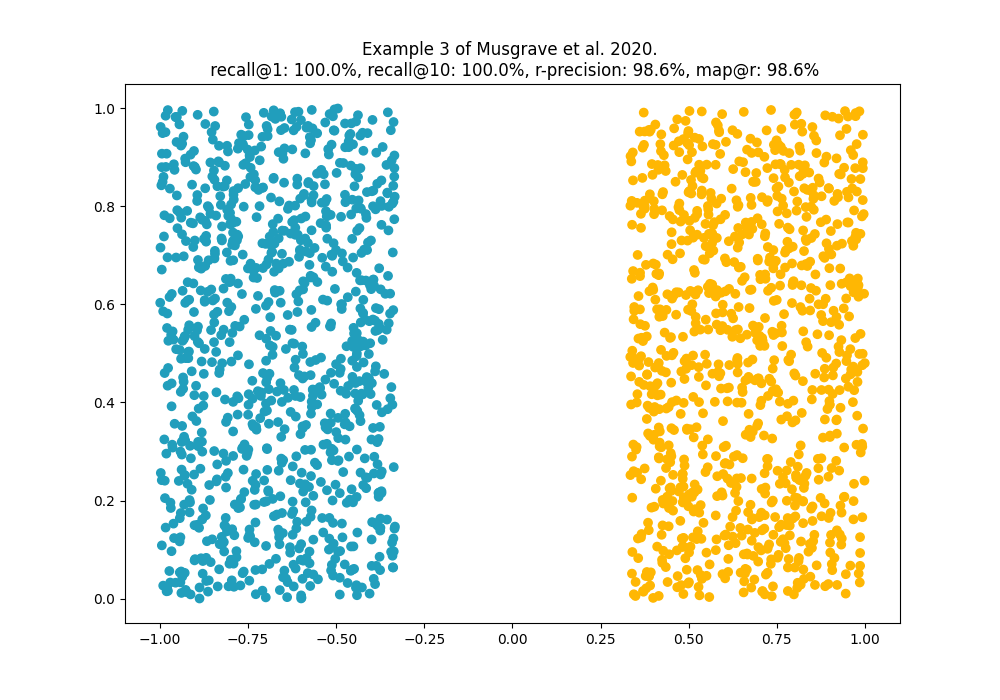 Example 3 of Musgrave et al. 2020.
recall@1: 100.0%, recall@10: 100.0%, r-precision: 98.6%, map@r: 98.6%
1.0
0.8
0.6
0.4
0.2
0.0
−1.00 −0.75 −0.50 −0.25 0.00 0.25 0.50 0.75 1.00